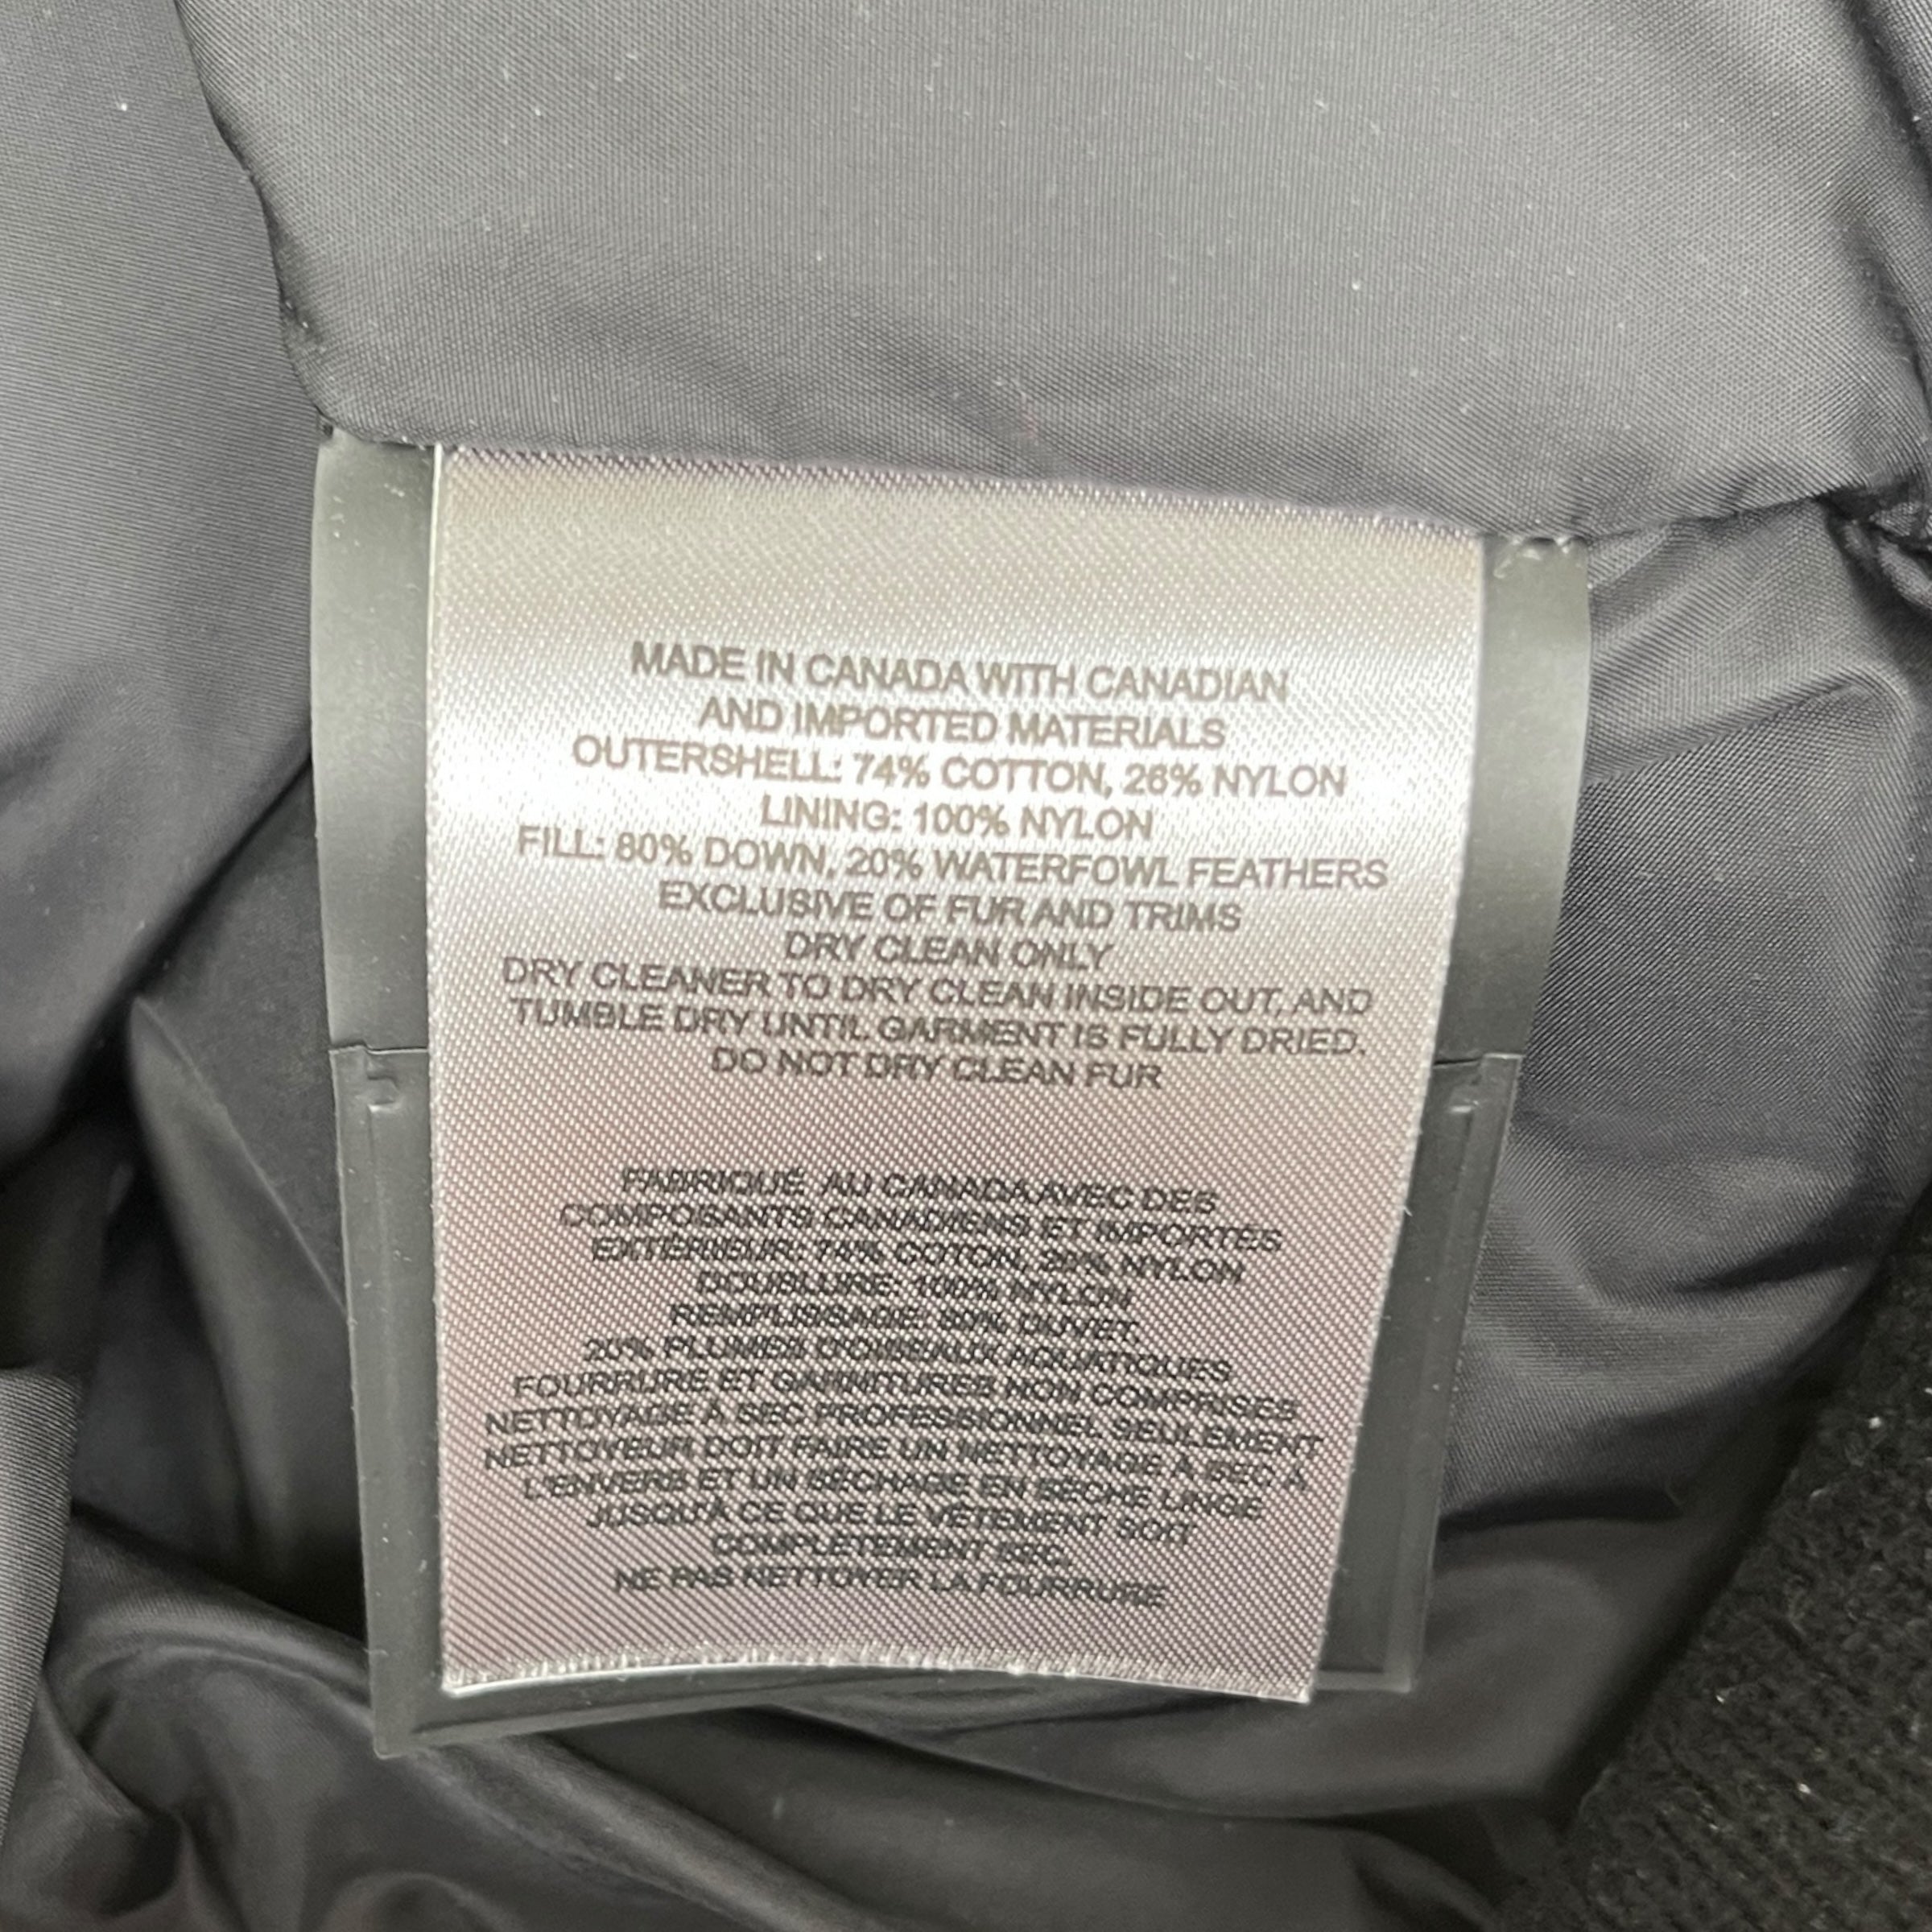 MADE IN CANADA WITH CANADIAN
AND IMPORTED MATERIALS
OUTERSHELL: 74% COTTON, 26% NYLON
LINING: 100% NYLON
FILL: 80% DOWN, 20% WATERFOWL FEATHERS
EXCLUSIVE OF FUR AND TRIMS
DRY CLEAN ONLY
DRY CLEANER TO DRY CLEAN INSIDE OUT, AND
TUMBLE DRY UNTIL GARMENT IS FULLY DRIED.
DO NOT DRY CLEAN FUR
FABRIQUÉ AU CANADA AVEC DES
COMPOSANTS CANADIENS ET IMPORTÉS
EXTÉRIEUR: 74% COTON, NYLON
DOUBLURE: 100% NYLON
REMPLISSAGE: 80% DUVET,
20% PLUMES D'OISEAUX AQUATIQUES
FOURRURE ET GARNITURES NON COMPRISES
NETTOYAGE À SEC PROFESSIONNEL SEULEMENT
NETTOYEUR DOIT FAIRE UN NETTOYAGE À SEC À
L'ENVERS ET UN SÉCHAGE EN SÈCHE LINGE
JUSQU'À CE QUE LE VÊTEMENT SOIT
COMPLÈTEMENT SEC.
NE PAS NETTOYER LA FOURRURE